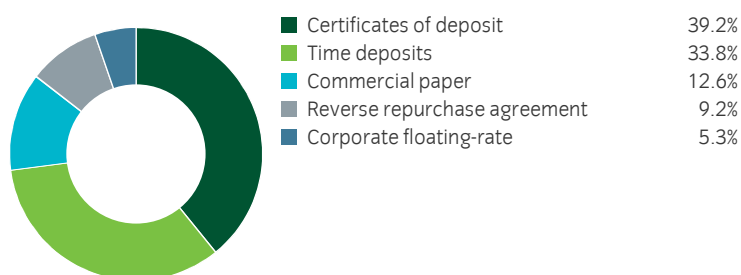 Certificates of deposit 39.2%
Time deposits 33.8%
Commercial paper 12.6%
Reverse repurchase agreement 9.2%
Corporate floating-rate 5.3%